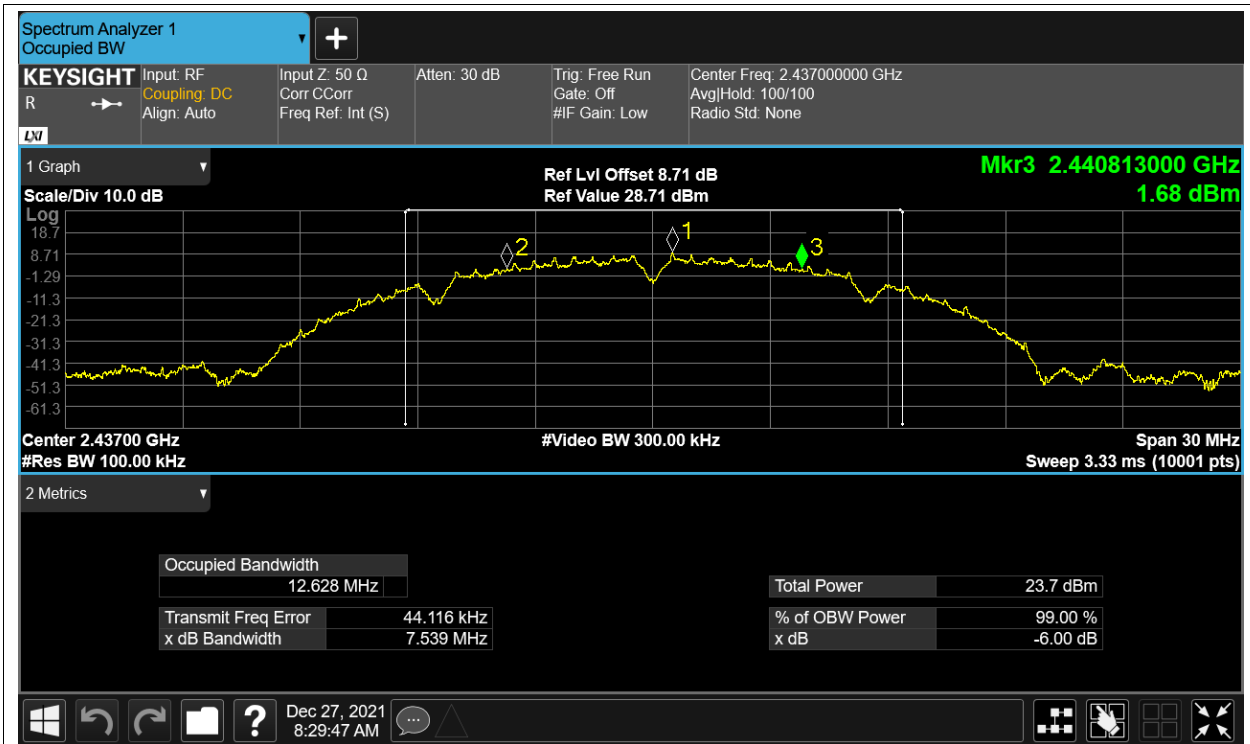 Spectrum Analyzer 1
Occupied BW
KEYSIGHT
R
LXI
Input: RF
Coupling: DC
Align: Auto
Input Z: 50 Ω
Corr CCorr
Freq Ref: Int (S)
Atten: 30 dB
Trig: Free Run
Gate: Off
#IF Gain: Low
Center Freq: 2.437000000 GHz
Avg|Hold: 100/100
Radio Std: None
1 Graph
Scale/Div 10.0 dB
Ref Lvl Offset 8.71 dB
Ref Value 28.71 dBm
Mkr3 2.440813000 GHz
1.68 dBm
Log
18.7
8.71
-1.29
-11.3
-21.3
-31.3
-41.3
-51.3
-61.3
2
1
3
Center 2.43700 GHz
#Res BW 100.00 kHz
#Video BW 300.00 kHz
Span 30 MHz
Sweep 3.33 ms (10001 pts)
2 Metrics
Occupied Bandwidth
12.628 MHz
Transmit Freq Error 44.116 kHz
x dB Bandwidth 7.539 MHz
Total Power 23.7 dBm
% of OBW Power 99.00 %
x dB -6.00 dB
?
Dec 27, 2021
8:29:47 AM